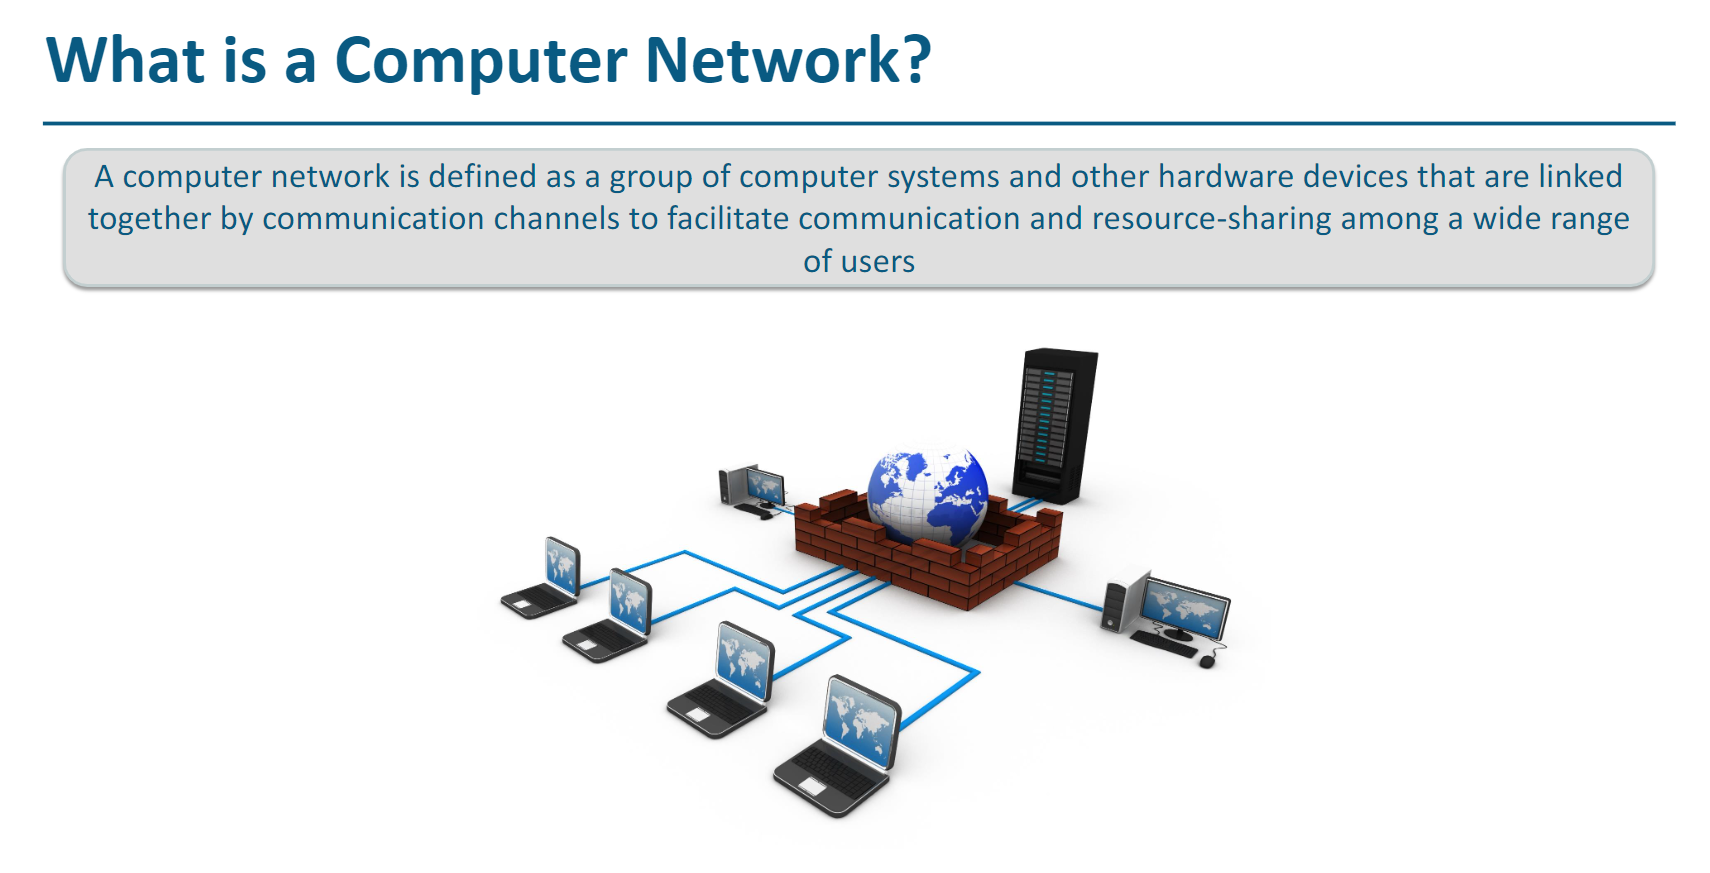 What is a Computer Network?
A computer network is defined as a group of computer systems and other hardware devices that are linked
together by communication channels to facilitate communication and resource-sharing among a wide range
of users